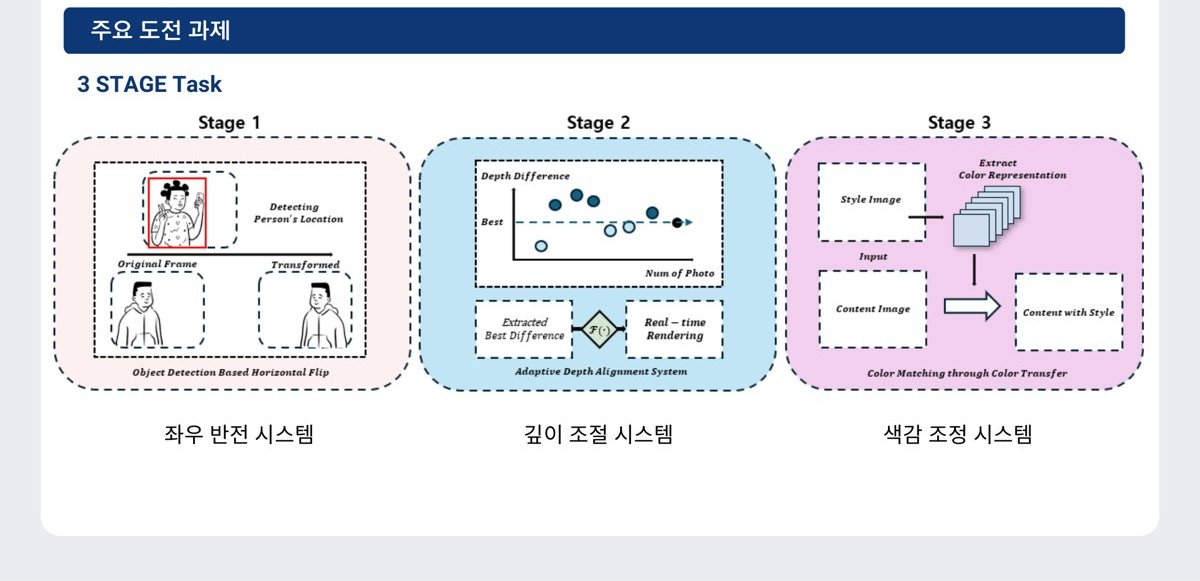 주요 도전 과제
3 STAGE Task
Stage 1
Detecting
Person's Location
Original Frame
Transformed
Object Detection Based Horizontal Flip
좌우 반전 시스템
Stage 2
Depth Difference
Best
Num of Photo
Extracted
Best Difference
F(·)
Real − time
Rendering
Adaptive Depth Alignment System
깊이 조절 시스템
Stage 3
Style Image
Extract
Color Representation
Input
Content Image
Content with Style
Color Matching through Color Transfer
색감 조정 시스템